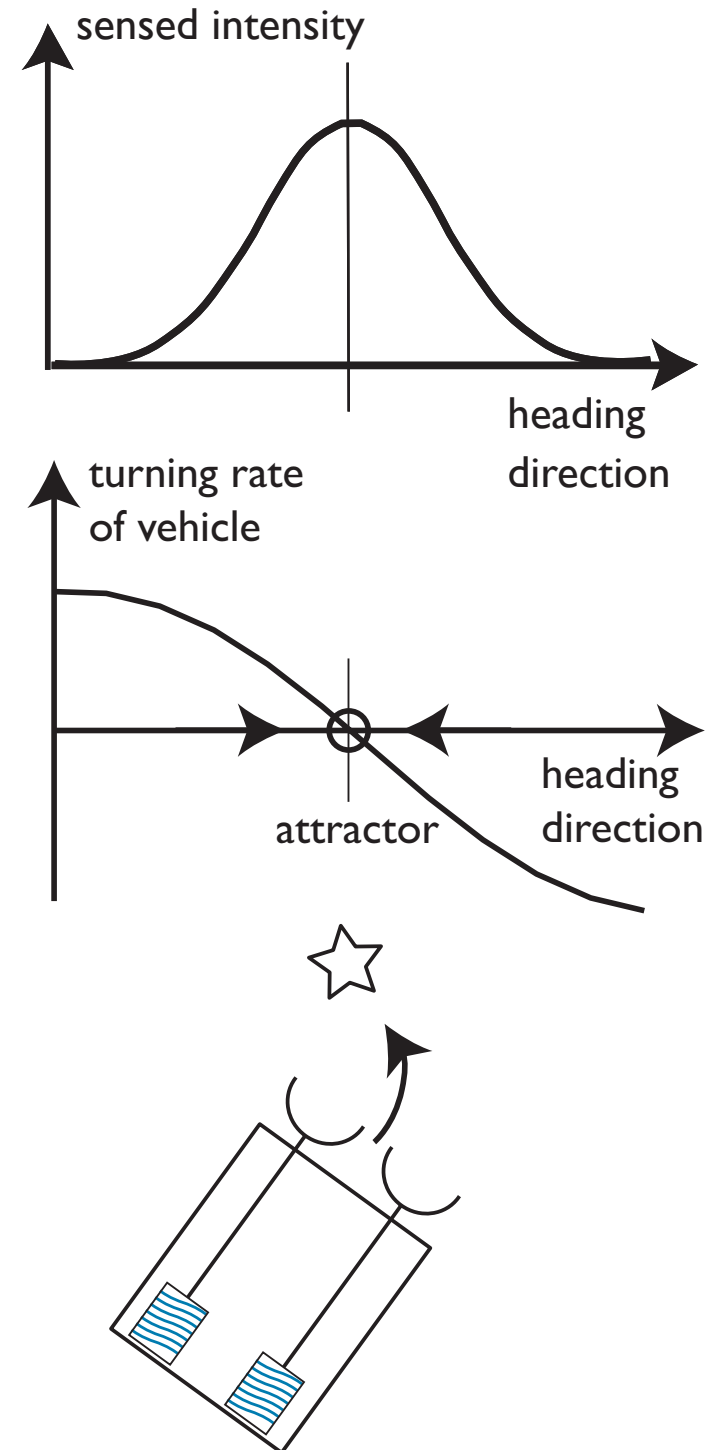 sensed intensity
heading
direction
turning rate
of vehicle
heading
direction
attractor